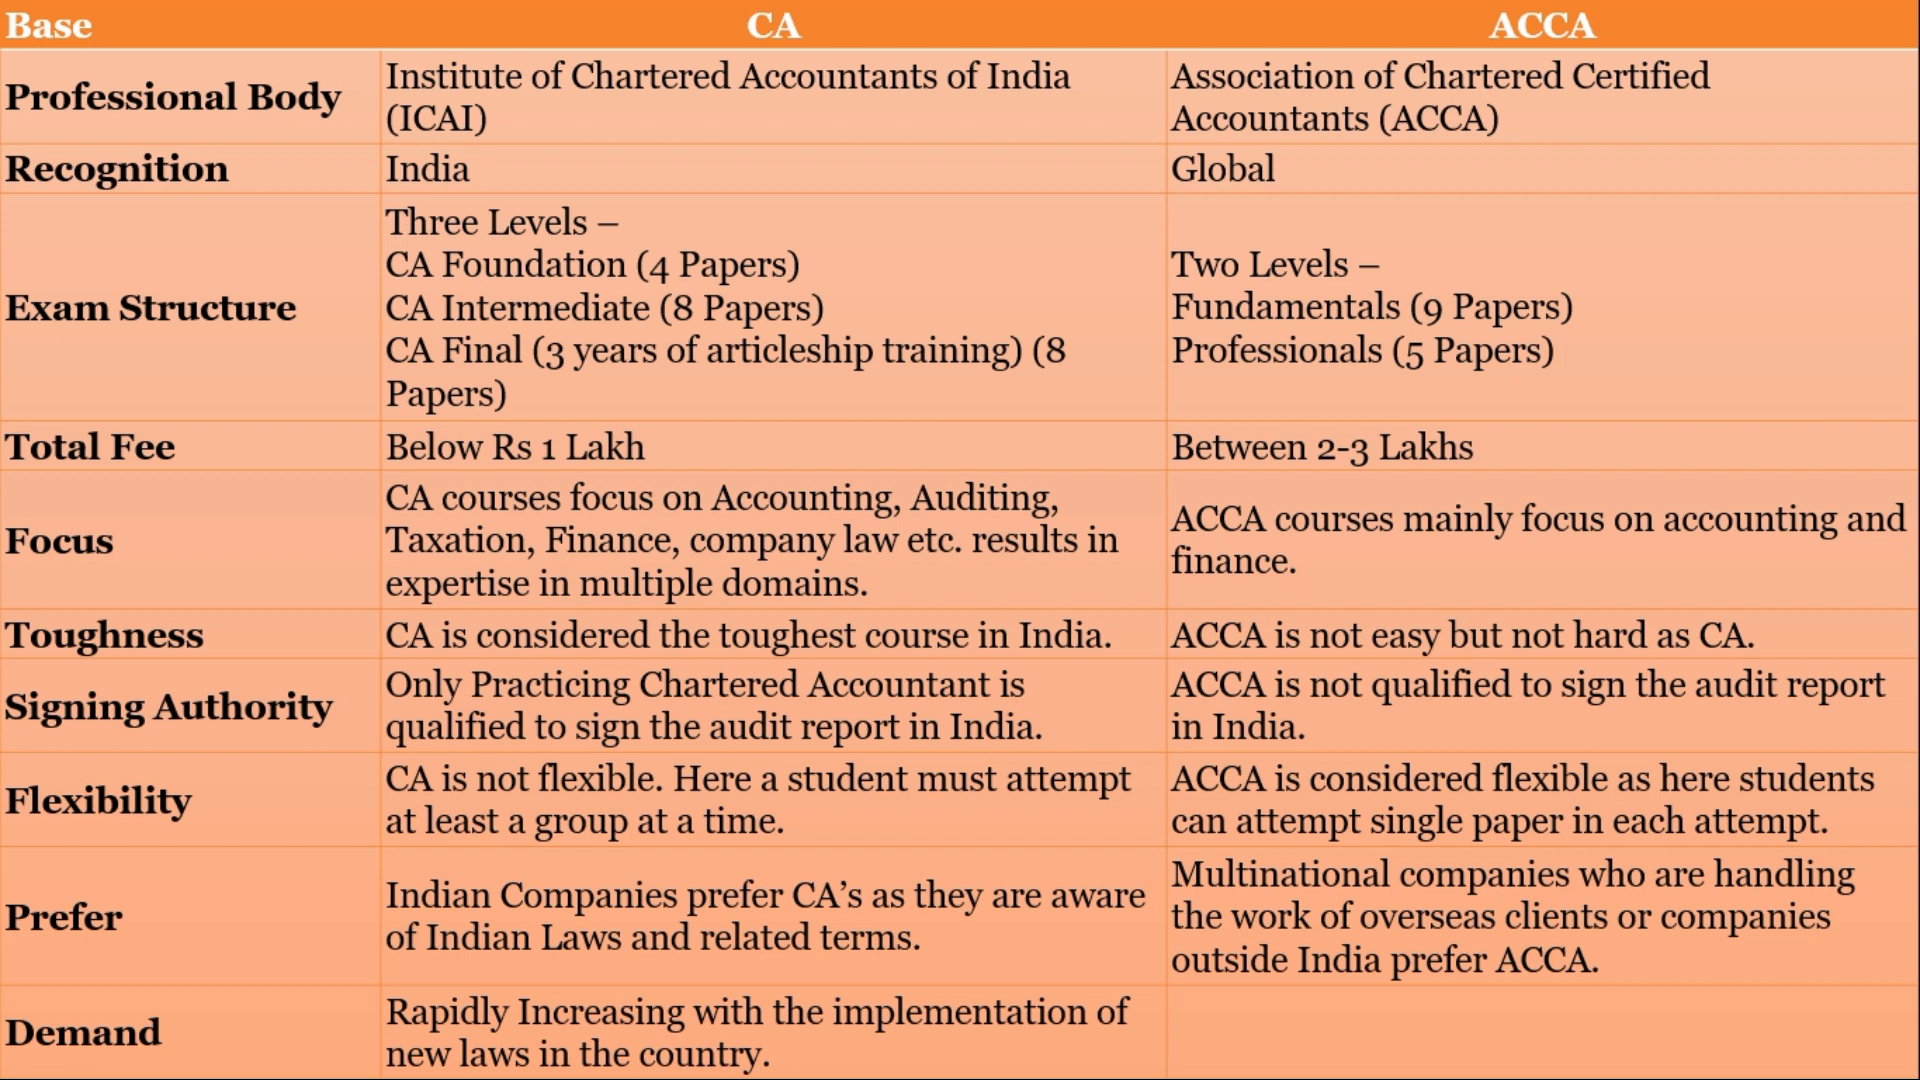 Base CA ACCA
Professional Body
Institute of Chartered Accountants of India
(ICAI)
Association of Chartered Certified
Accountants (ACCA)
Recognition
India
Global
Exam Structure
Three Levels –
CA Foundation (4 Papers)
CA Intermediate (8 Papers)
CA Final (3 years of articleship training) (8
Papers)
Two Levels –
Fundamentals (9 Papers)
Professionals (5 Papers)
Total Fee
Below Rs 1 Lakh
Between 2-3 Lakhs
Focus
CA courses focus on Accounting, Auditing,
Taxation, Finance, company law etc. results in
expertise in multiple domains.
ACCA courses mainly focus on accounting and
finance.
Toughness
CA is considered the toughest course in India.
ACCA is not easy but not hard as CA.
Signing Authority
Only Practicing Chartered Accountant is
qualified to sign the audit report in India.
ACCA is not qualified to sign the audit report
in India.
Flexibility
CA is not flexible. Here a student must attempt
at least a group at a time.
ACCA is considered flexible as here students
can attempt single paper in each attempt.
Prefer
Indian Companies prefer CA’s as they are aware
of Indian Laws and related terms.
Multinational companies who are handling
the work of overseas clients or companies
outside India prefer ACCA.
Demand
Rapidly Increasing with the implementation of
new laws in the country.